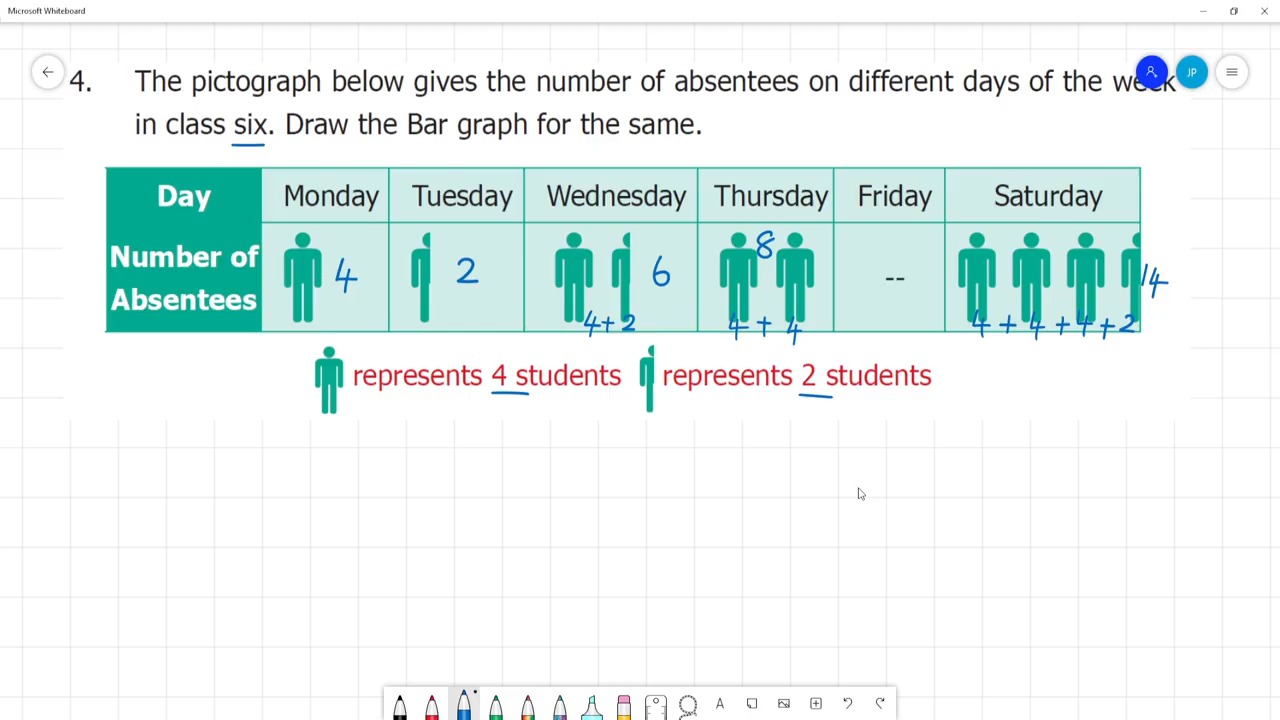 Microsoft Whiteboard
4. The pictograph below gives the number of absentees on different days of the week
JP
in class six. Draw the Bar graph for the same.
Day Monday Tuesday Wednesday Thursday Friday Saturday
Number of Absentees 4 2 6 8 -- 14
4+2 4 + 4 4 + 4 + 4 + 2
represents 4 students represents 2 students
A